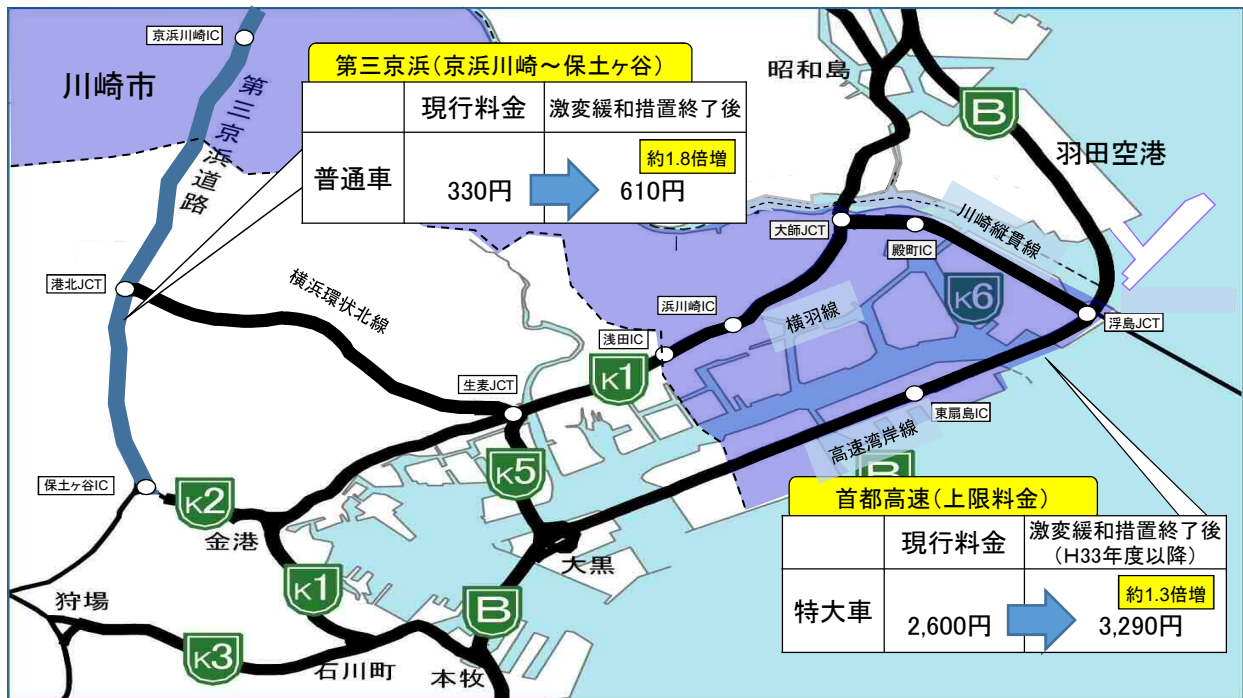 京浜川崎IC
川崎市
第三京浜道路
第三京浜(京浜川崎～保土ヶ谷)
現行料金
激変緩和措置終了後
普通車
330円
約1.8倍増
610円
昭和島
B
羽田空港
川崎縦貫線
大師JCT
殿町IC
K6
浮島JCT
港北JCT
横浜環状北線
浜川崎IC
横羽線
浅田IC
K1
生麦JCT
東扇島IC
高速湾岸線
B
K5
保土ヶ谷IC
K2
金港
大黒
K1
B
狩場
K3
石川町
本牧
首都高速(上限料金)
現行料金
激変緩和措置終了後
(H33年度以降)
特大車
2,600円
約1.3倍増
3,290円